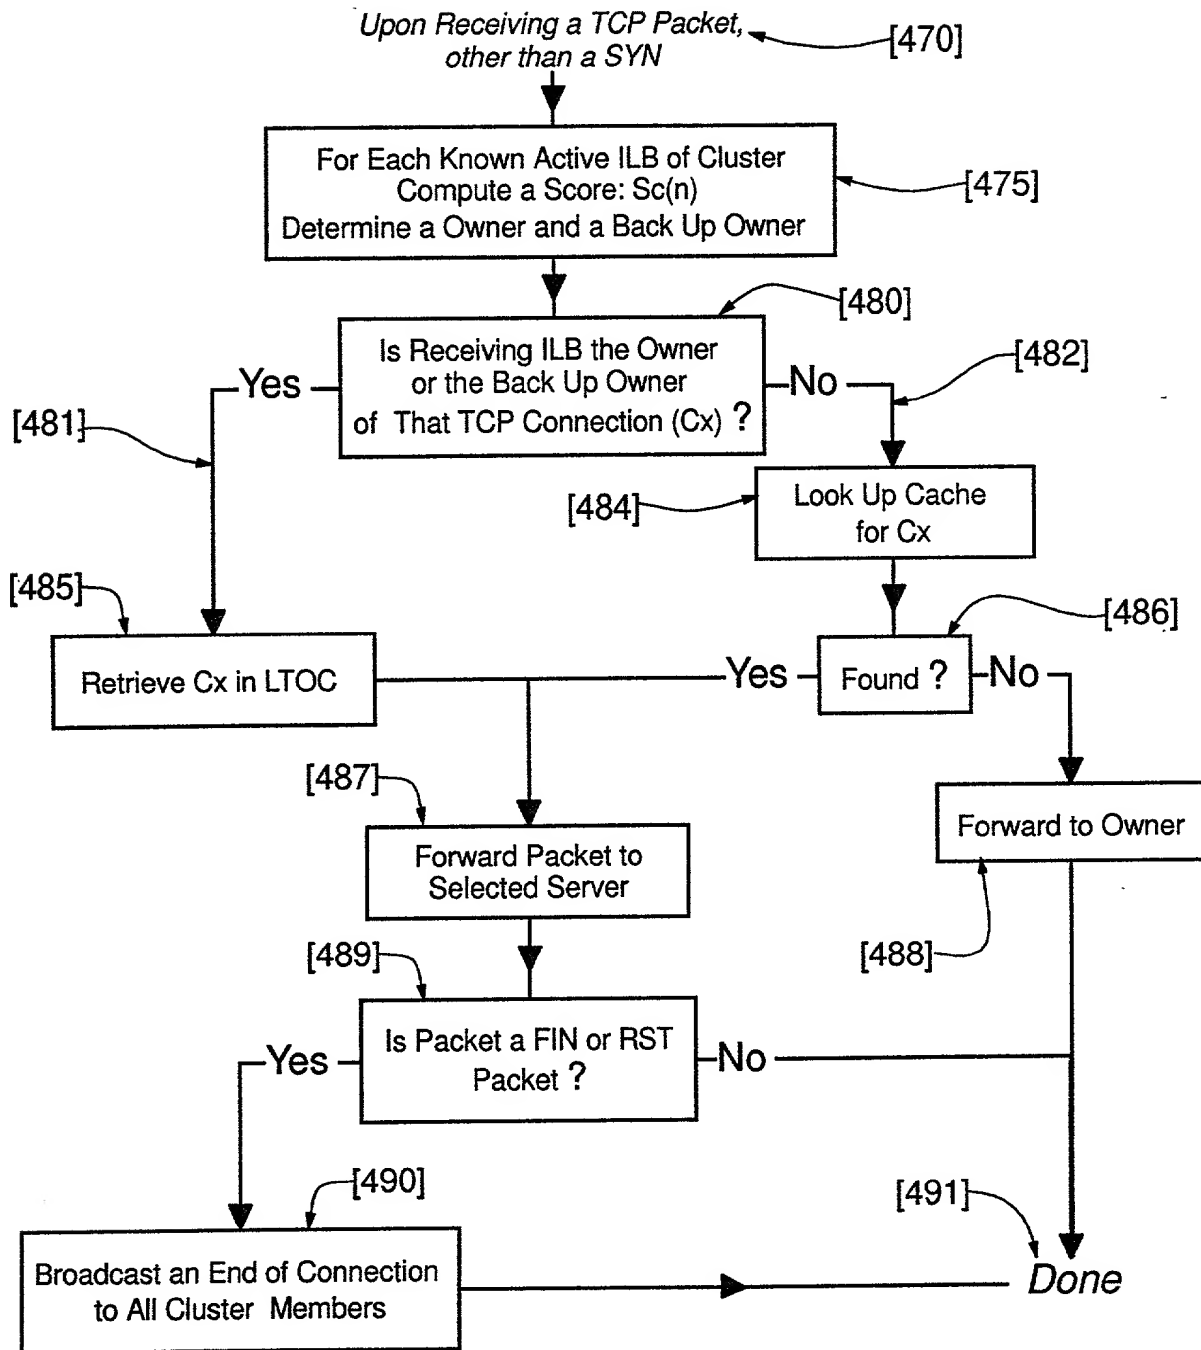 Upon Receiving a TCP Packet,
other than a SYN
[470]
For Each Known Active ILB of Cluster
Compute a Score: Sc(n)
Determine a Owner and a Back Up Owner
[475]
[480]
Is Receiving ILB the Owner
or the Back Up Owner
of That TCP Connection (Cx) ?
Yes
No
[482]
[481]
[484]
Look Up Cache
for Cx
[485]
[486]
Retrieve Cx in LTOC
Yes
Found ?
No
[487]
Forward Packet to
Selected Server
Forward to Owner
[489]
[488]
Is Packet a FIN or RST
Packet ?
Yes
No
[490]
[491]
Broadcast an End of Connection
to All Cluster Members
Done